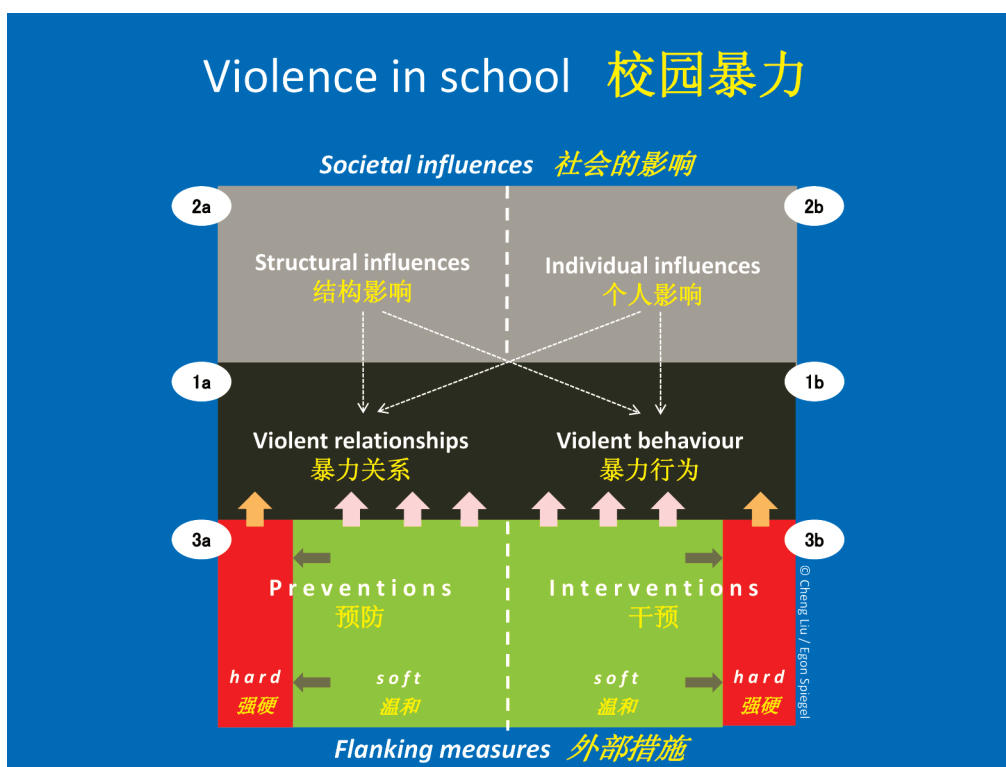 Violence in school 校园暴力
Societal influences 社会的影响
2a
2b
Structural influences
结构影响
Individual influences
个人影响
1a
1b
Violent relationships
暴力关系
Violent behaviour
暴力行为
3a
3b
Preventions
预防
Interventions
干预
hard
强硬
soft
温和
soft
温和
hard
强硬
© Cheng Liu / Egon Spiegel
Flanking measures 外部措施